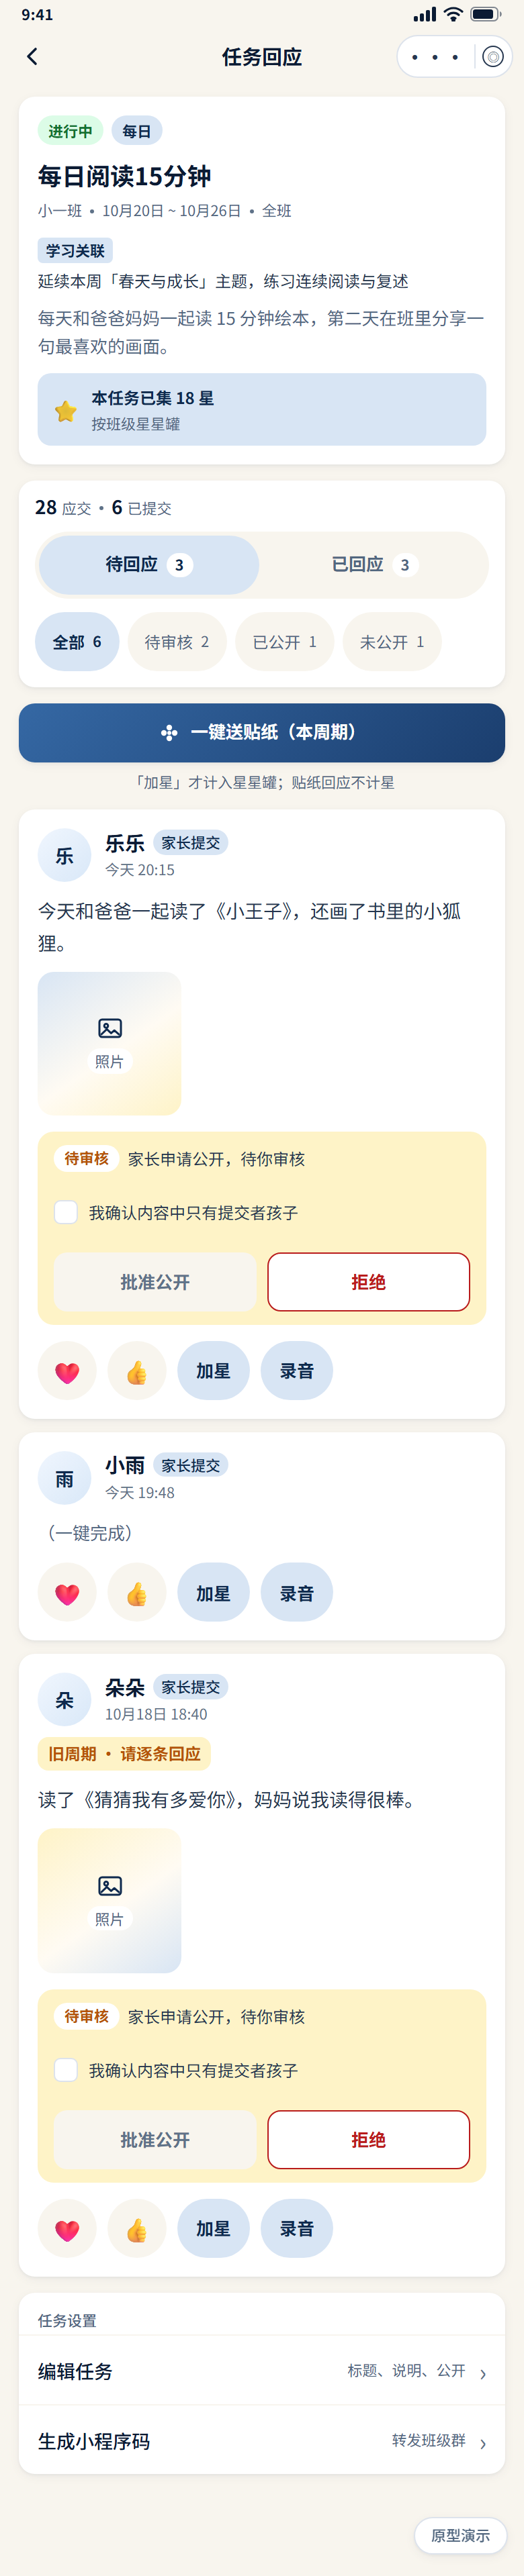 9:41
任务回应
进行中 每日
每日阅读15分钟
小一班 • 10月20日 ~ 10月26日 • 全班
学习关联
延续本周「春天与成长」主题，练习连续阅读与复述
每天和爸爸妈妈一起读 15 分钟绘本，第二天在班里分享一
句最喜欢的画面。
本任务已集 18 星
按班级星星罐
28 应交 · 6 已提交
待回应 3 已回应 3
全部 6 待审核 2 已公开 1 未公开 1
一键送贴纸（本周期）
「加星」才计入星星罐；贴纸回应不计星
乐 乐乐 家长提交
今天 20:15
今天和爸爸一起读了《小王子》，还画了书里的小狐
狸。
照片
待审核 家长申请公开，待你审核
我确认内容中只有提交者孩子
批准公开 拒绝
加星 录音
雨 小雨 家长提交
今天 19:48
（一键完成）
加星 录音
朵 朵朵 家长提交
10月18日 18:40
旧周期 · 请逐条回应
读了《猜猜我有多爱你》，妈妈说我读得很棒。
照片
待审核 家长申请公开，待你审核
我确认内容中只有提交者孩子
批准公开 拒绝
加星 录音
任务设置
编辑任务 标题、说明、公开 ›
生成小程序码 转发班级群 ›
原型演示